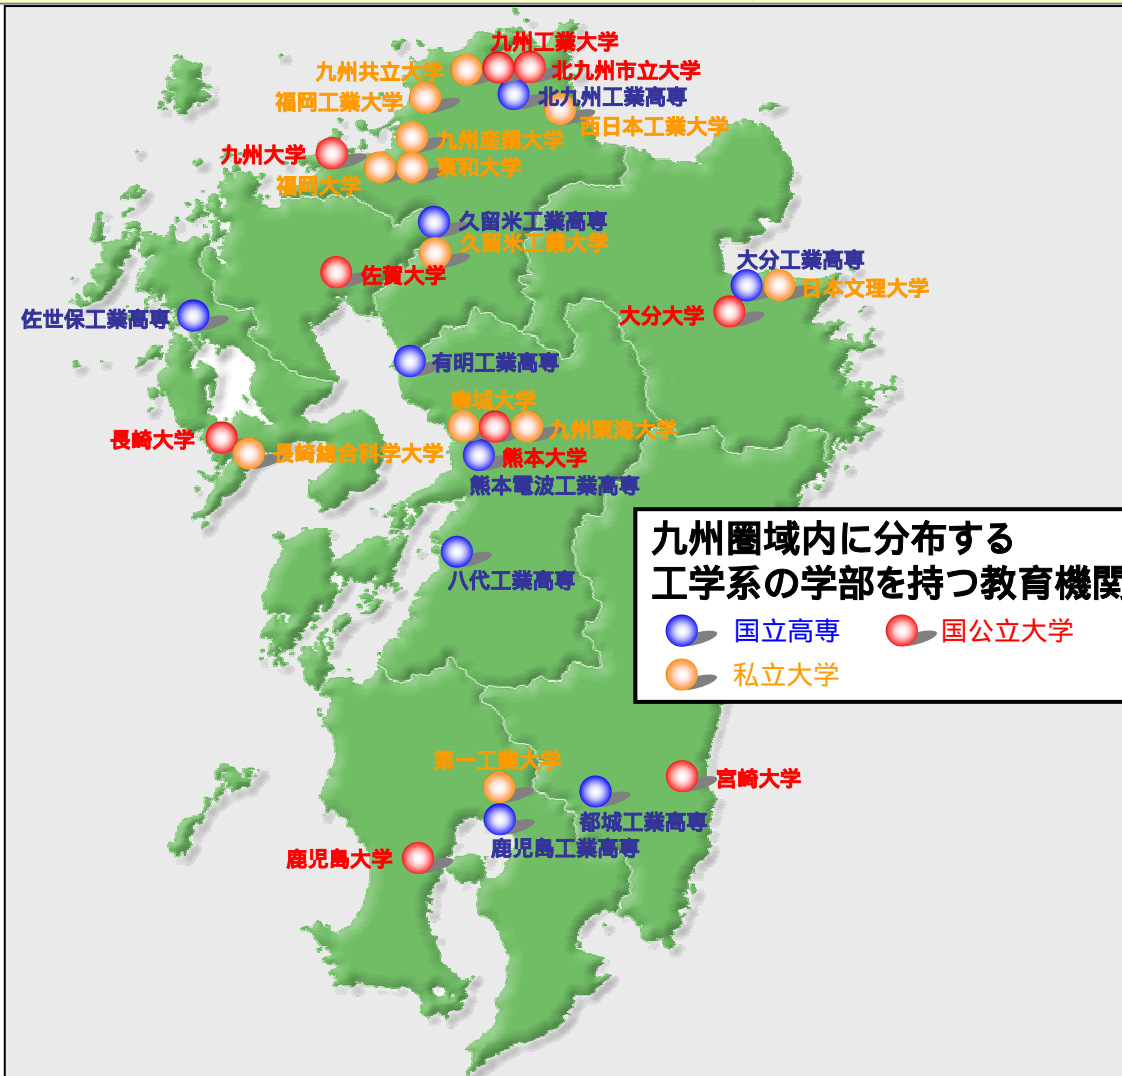 九州工業大学
九州共立大学
北九州市立大学
北九州工業高専
福岡工業大学
西日本工業大学
九州産業大学
九州大学
東和大学
福岡大学
久留米工業高専
久留米工業大学
佐賀大学
大分工業高専
日本文理大学
大分大学
佐世保工業高専
有明工業高専
崇城大学
九州東海大学
長崎大学
長崎総合科学大学
熊本大学
熊本電波工業高専
八代工業高専
九州圏域内に分布する
工学系の学部を持つ教育機関
国立高専
国公立大学
私立大学
第一工業大学
宮崎大学
都城工業高専
鹿児島工業高専
鹿児島大学